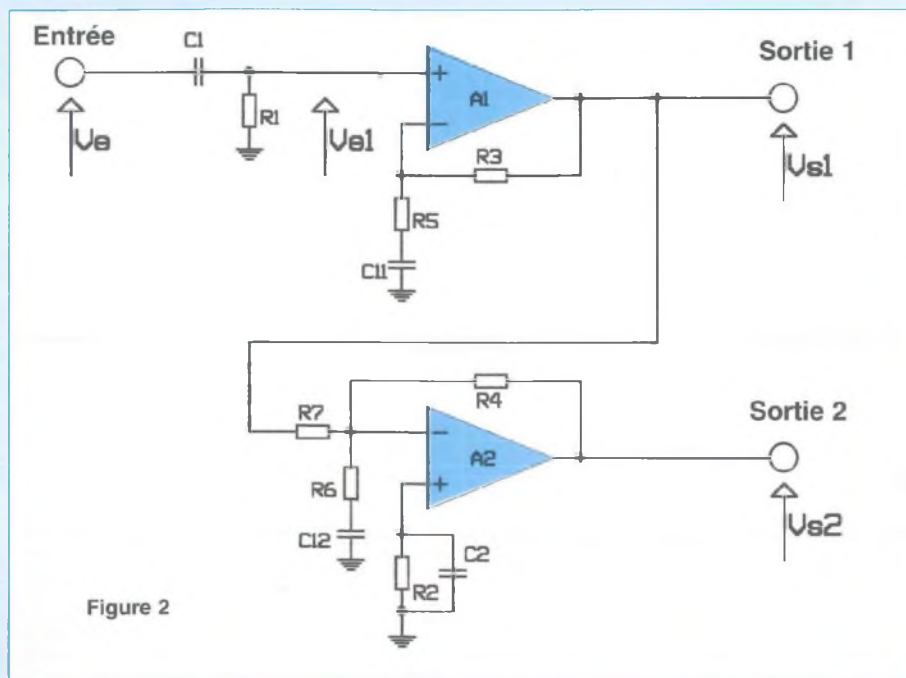 Entrée
C1
Sortie 1
R1
Ve
Ve1
+
A1
−
R3
Vs1
R5
C11
R4
R7
Sortie 2
−
A2
R6
+
C12
C2
R2
Vs2
Figure 2